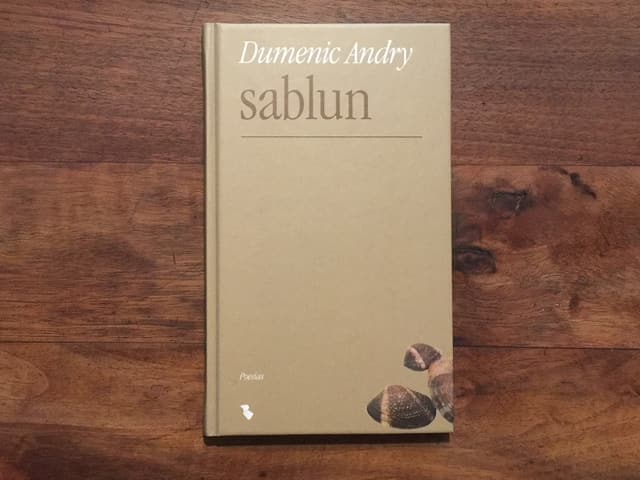 Dumenic Andry
sablun
Poesias